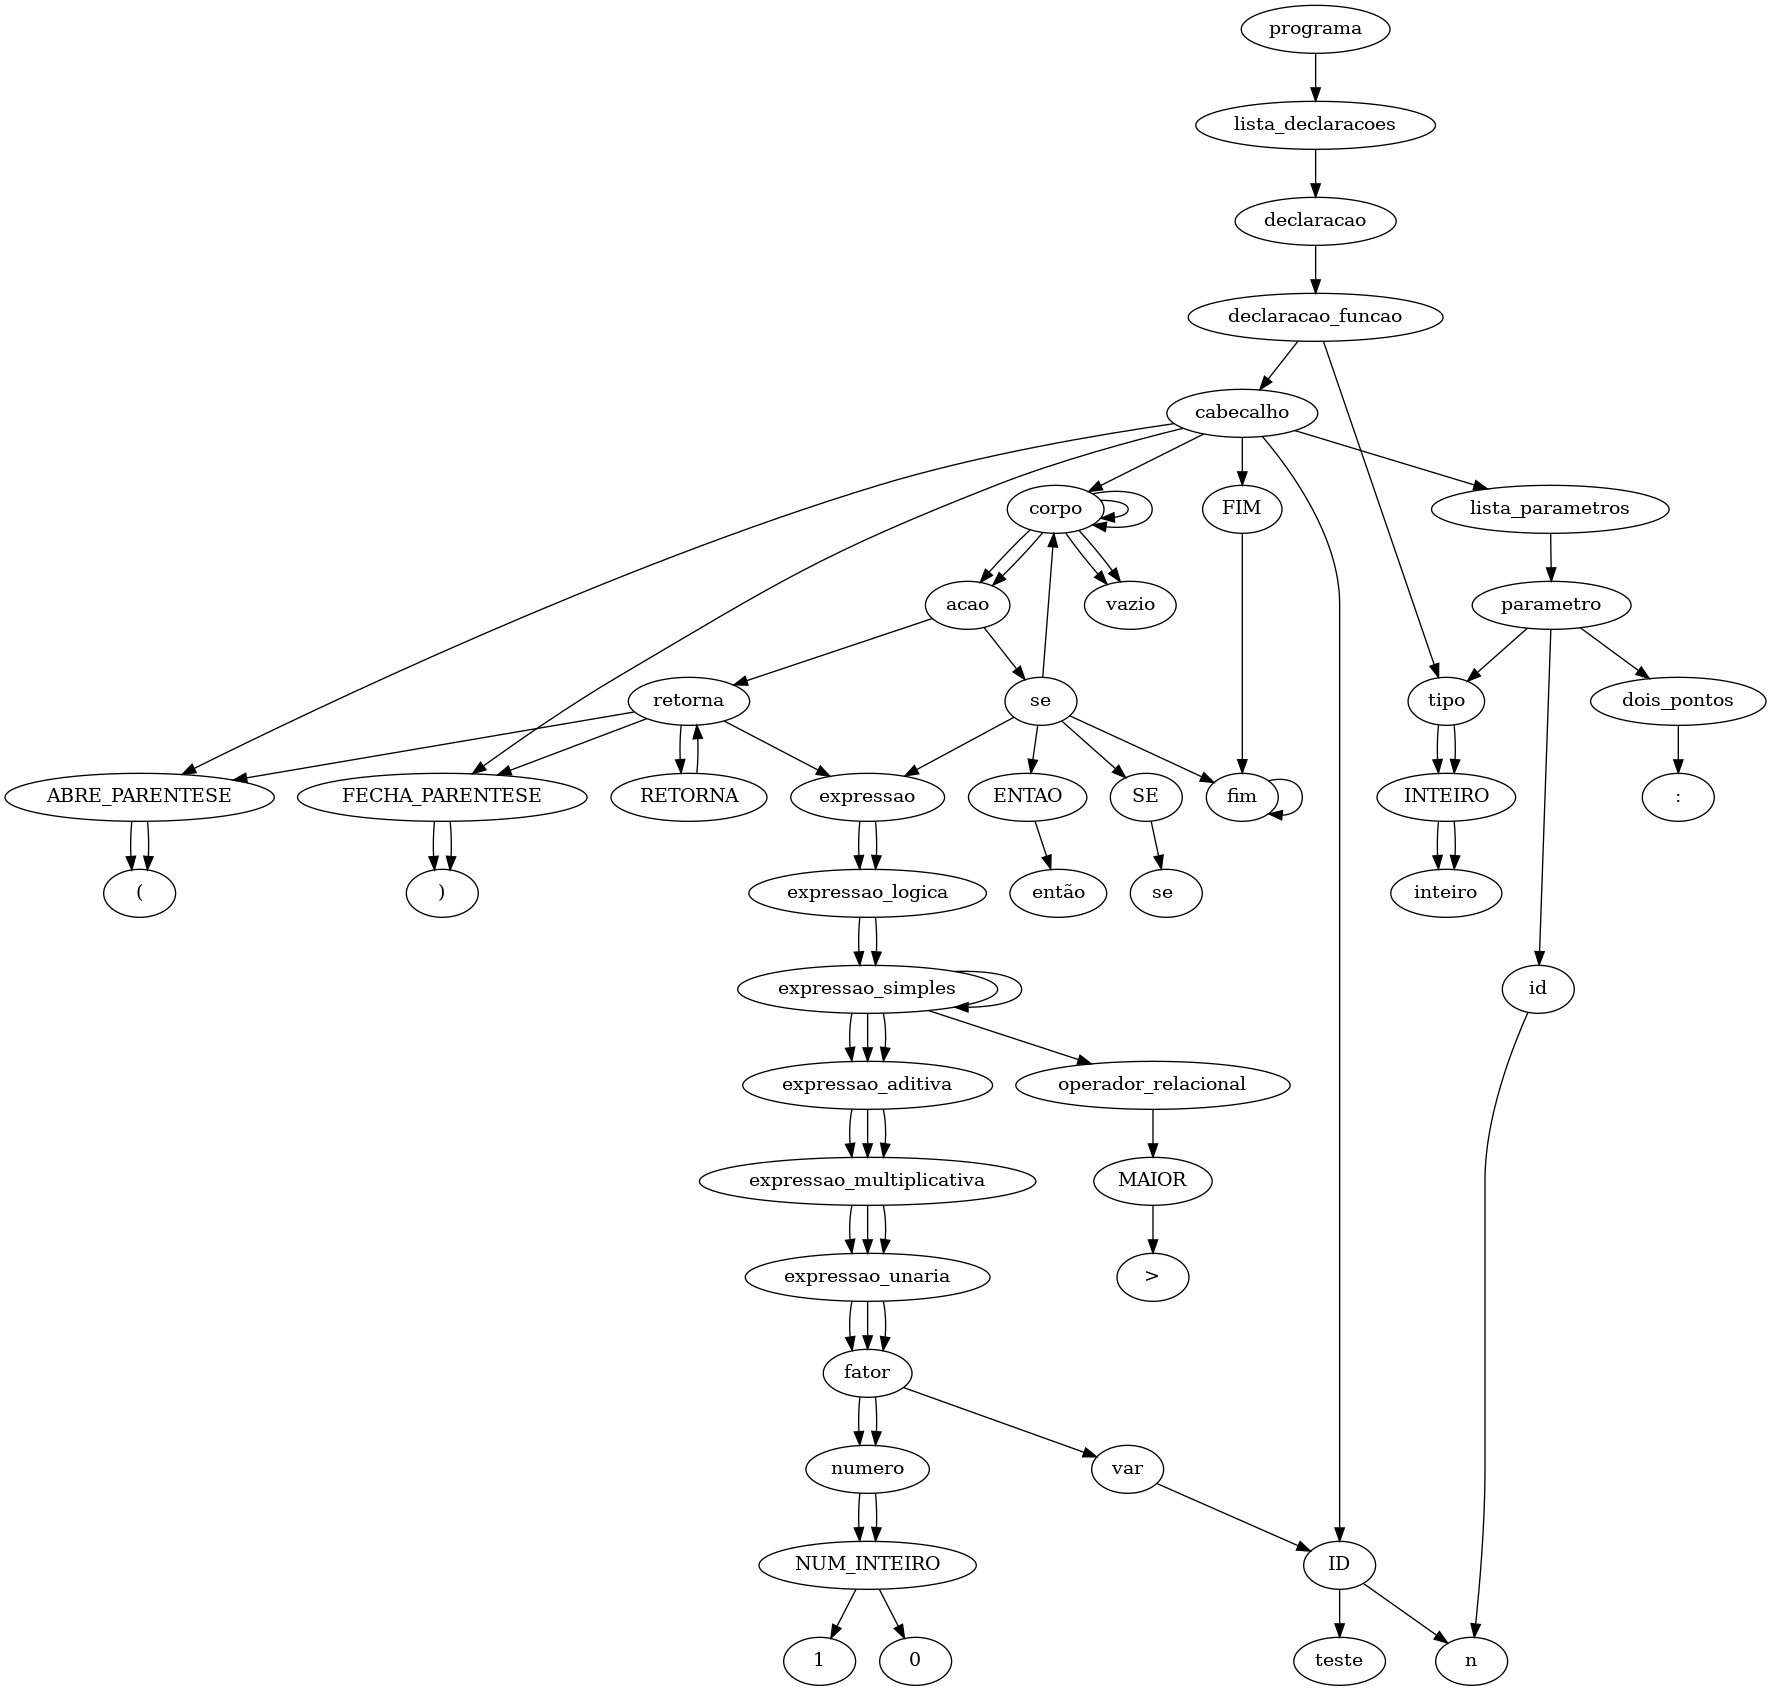 programa
lista_declaracoes
declaracao
declaracao_funcao
cabecalho
corpo
FIM
lista_parametros
acao
vazio
parametro
retorna
se
tipo
dois_pontos
ABRE_PARENTESE
FECHA_PARENTESE
RETORNA
expressao
ENTAO
SE
fim
INTEIRO
:
(
)
expressao_logica
então
se
inteiro
expressao_simples
id
expressao_aditiva
operador_relacional
expressao_multiplicativa
MAIOR
expressao_unaria
>
fator
numero
var
NUM_INTEIRO
ID
1
0
teste
n